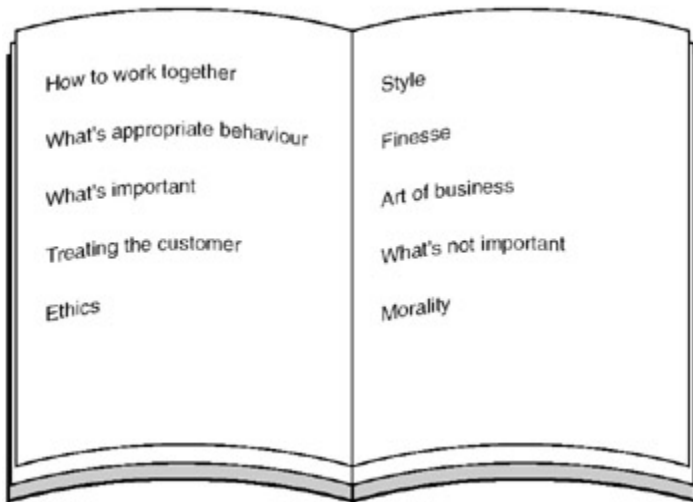 How to work together
What's appropriate behaviour
What's important
Treating the customer
Ethics
Style
Finesse
Art of business
What's not important
Morality